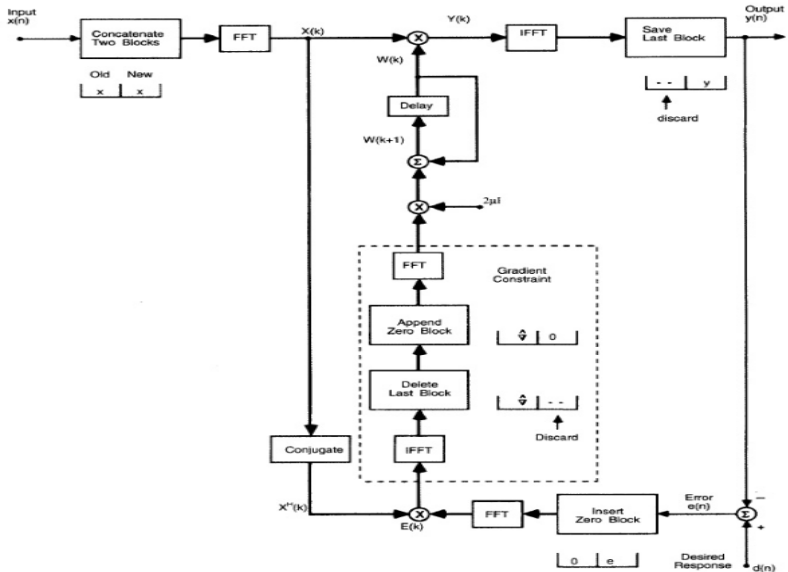 Input
x(n)
Concatenate
Two Blocks
FFT
X(k)
Y(k)
IFFT
Save
Last Block
Output
y(n)
Old New
x x
W(k)
- - y
discard
Delay
W(k+1)
Σ
X
2μI
FFT
Gradient
Constraint
Append
Zero Block
0
Delete
Last Block
- -
Discard
Conjugate
IFFT
Xᴴ(k)
X
E(k)
FFT
Insert
Zero Block
Error
e(n)
Σ
−
+
0 e
Desired
Response
d(n)
X